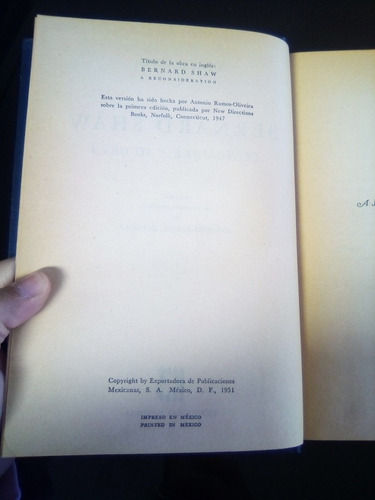 Título de la obra en inglés:
BERNARD SHAW
A RECONSIDERATION
Esta versión ha sido hecha por Antonio Ramos-Oliveira
sobre la primera edición, publicada por New Directions
Books, Norfolk, Connecticut, 1947
A
Copyright by Exportadora de Publicaciones
Mexicanas, S. A. México, D. F., 1951
IMPRESO EN MÉXICO
PRINTED IN MEXICO